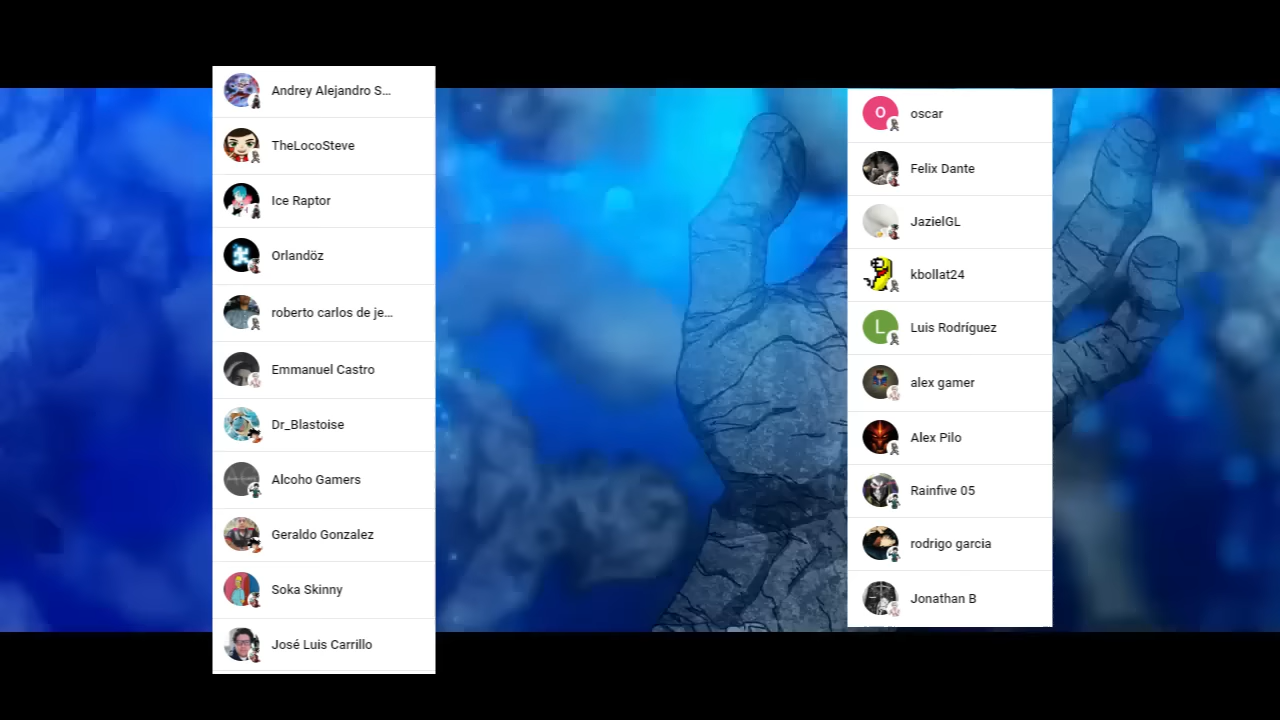 Andrey Alejandro S...
TheLocoSteve
Ice Raptor
Orlandöz
roberto carlos de je...
Emmanuel Castro
Dr_Blastoise
Alcoho Gamers
Geraldo Gonzalez
Soka Skinny
José Luis Carrillo
O
oscar
Felix Dante
JazielGL
kbollat24
L
Luis Rodríguez
alex gamer
Alex Pilo
Rainfive 05
rodrigo garcia
Jonathan B